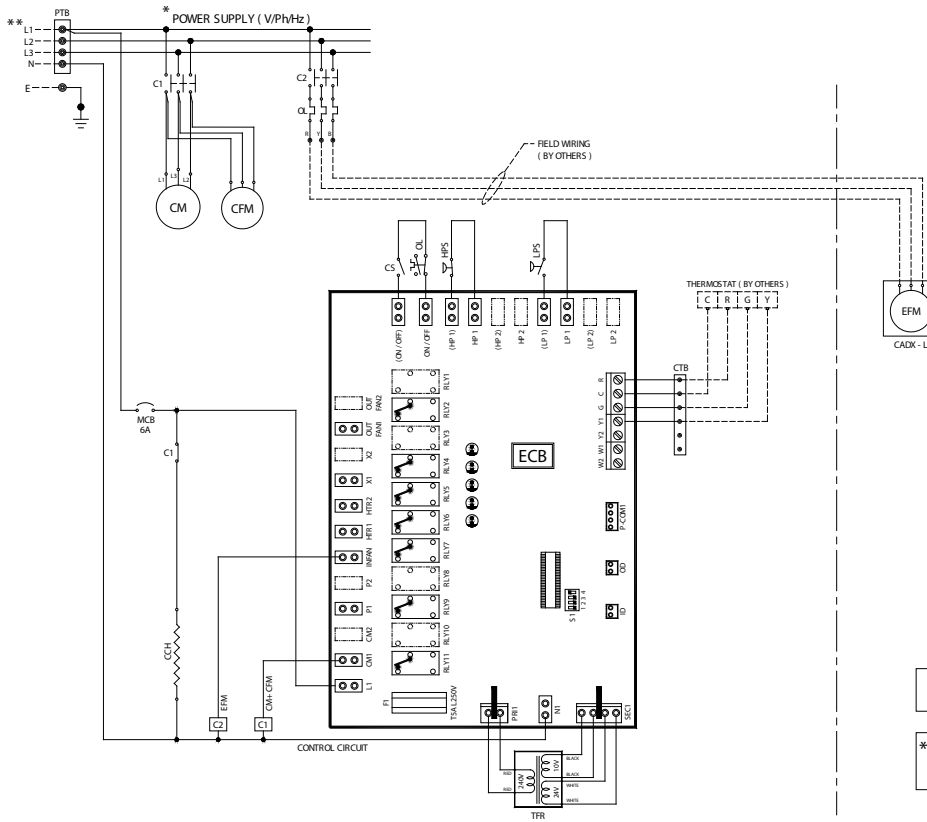 PTB
* POWER SUPPLY ( V/Ph/Hz )
** L1
L2
L3
N
E
C1
C2
OL
R Y B
FIELD WIRING
( BY OTHERS )
L1 L3 L2
CM
CFM
CS
OL
HPS
LPS
THERMOSTAT ( BY OTHERS )
C R G Y
EFM
CADX - L
(ON / OFF)
ON / OFF
(HP 1)
HP 1
(HP 2)
HP 2
(LP 1)
LP 1
(LP 2)
LP 2
CTB
R
C
G
Y1
Y2
W1
W2
MCB
6A
C1
OUT FAN2
OUT FAN1
X2
X1
HTR2
HTR1
INFAN
P2
P1
CM2
CM1
L1
RLY1
RLY2
RLY3
RLY4
RLY5
RLY6
RLY7
RLY8
RLY9
RLY10
RLY11
ECB
P-COM1
OD
ID
S1
1 2 3 4
CCH
EFM
CM+ CFM
C2
C1
F1
T5A L250V
PRI1
N1
SEC1
CONTROL CIRCUIT
RED
RED
240V
10V
24V
BLACK
BLACK
WHITE
WHITE
TFR
*